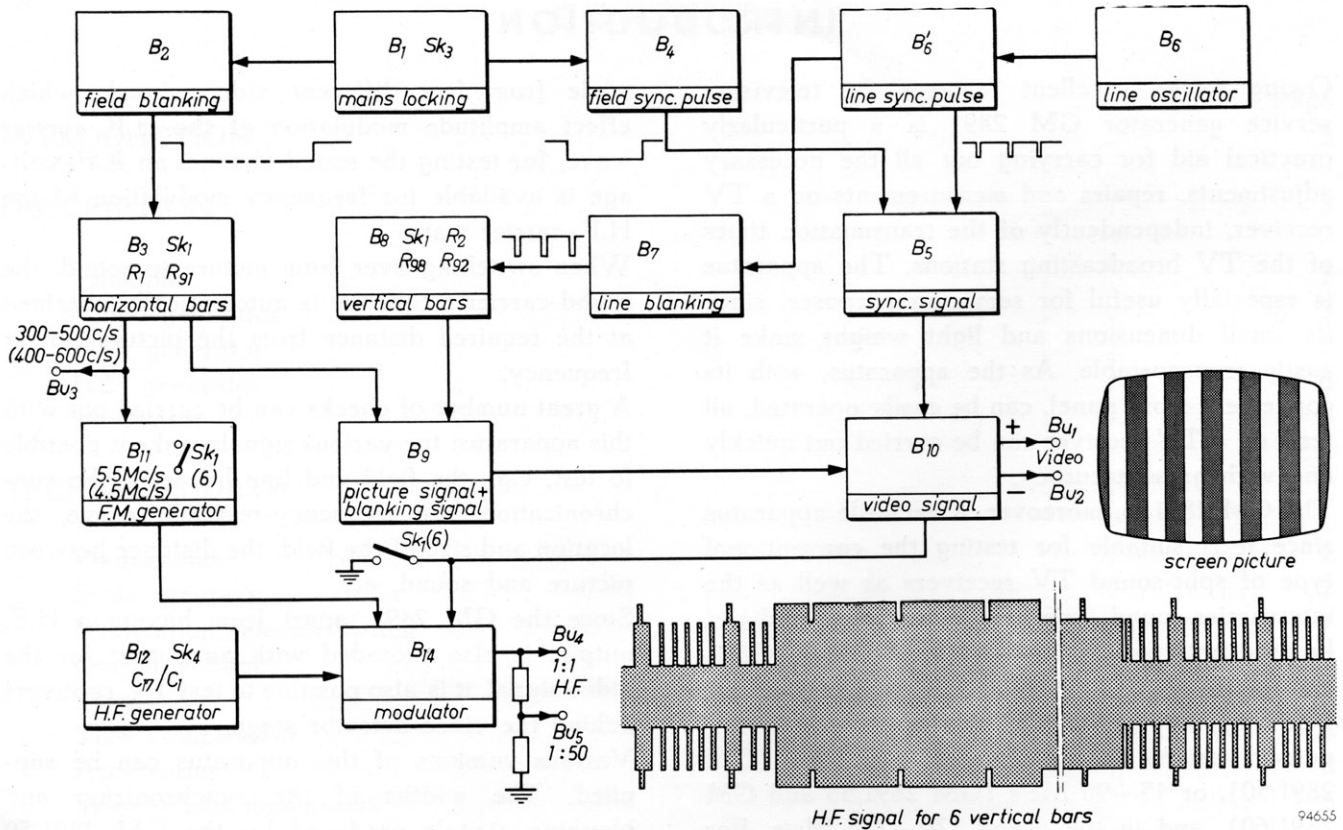 B2
field blanking
B1 Sk3
mains locking
B4
field sync. pulse
B'6
line sync. pulse
B6
line oscillator
B3 Sk1
R1 R91
horizontal bars
B8 Sk1 R2
R98 R92
vertical bars
B7
line blanking
B5
sync. signal
300-500c/s
(400-600c/s)
Bu3
B11 Sk1
5.5Mc/s (6)
(4.5Mc/s)
F.M. generator
B9
picture signal+
blanking signal
B10
video signal
+ Bu1
Video
- Bu2
screen picture
Sk1(6)
B12 Sk4
C17/C1
H.F. generator
B14
modulator
Bu4
1:1
H.F.
Bu5
1:50
H.F. signal for 6 vertical bars
94653